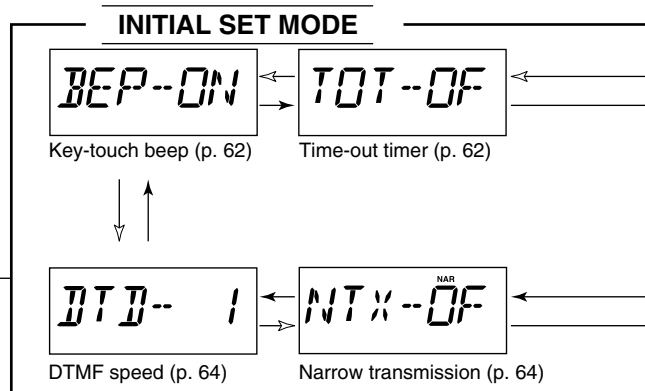 INITIAL SET MODE
BEP-ON TOT-OF
Key-touch beep (p. 62) Time-out timer (p. 62)
NAR
DTD-- 1 NTX-OF
DTMF speed (p. 64) Narrow transmission (p. 64)